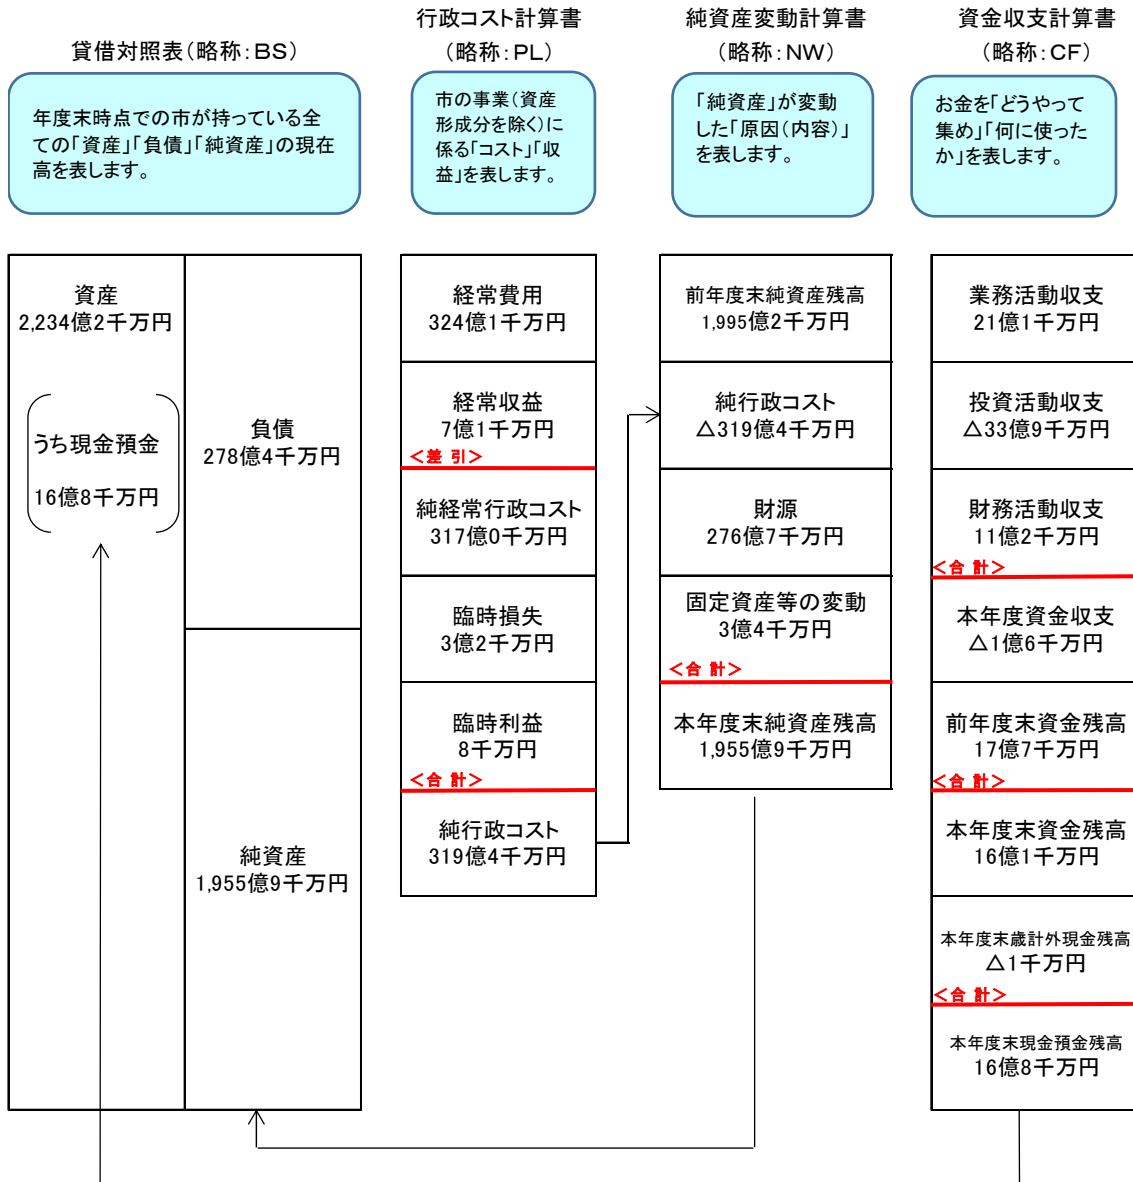 貸借対照表(略称:BS)
年度末時点での市が持っている全
ての「資産」「負債」「純資産」の現在
高を表します。
行政コスト計算書
(略称:PL)
市の事業(資産
形成分を除く)に
係る「コスト」「収
益」を表します。
純資産変動計算書
(略称:NW)
「純資産」が変動
した「原因(内容)」
を表します。
資金収支計算書
(略称:CF)
お金を「どうやって
集め」「何に使った
か」を表します。
資産
2,234億2千万円
うち現金預金
16億8千万円
負債
278億4千万円
純資産
1,955億9千万円
経常費用
324億1千万円
経常収益
7億1千万円
<差 引>
純経常行政コスト
317億0千万円
臨時損失
3億2千万円
臨時利益
8千万円
<合 計>
純行政コスト
319億4千万円
前年度末純資産残高
1,995億2千万円
純行政コスト
△319億4千万円
財源
276億7千万円
固定資産等の変動
3億4千万円
<合 計>
本年度末純資産残高
1,955億9千万円
業務活動収支
21億1千万円
投資活動収支
△33億9千万円
財務活動収支
11億2千万円
<合 計>
本年度資金収支
△1億6千万円
前年度末資金残高
17億7千万円
<合 計>
本年度末資金残高
16億1千万円
本年度末歳計外現金残高
△1千万円
<合 計>
本年度末現金預金残高
16億8千万円